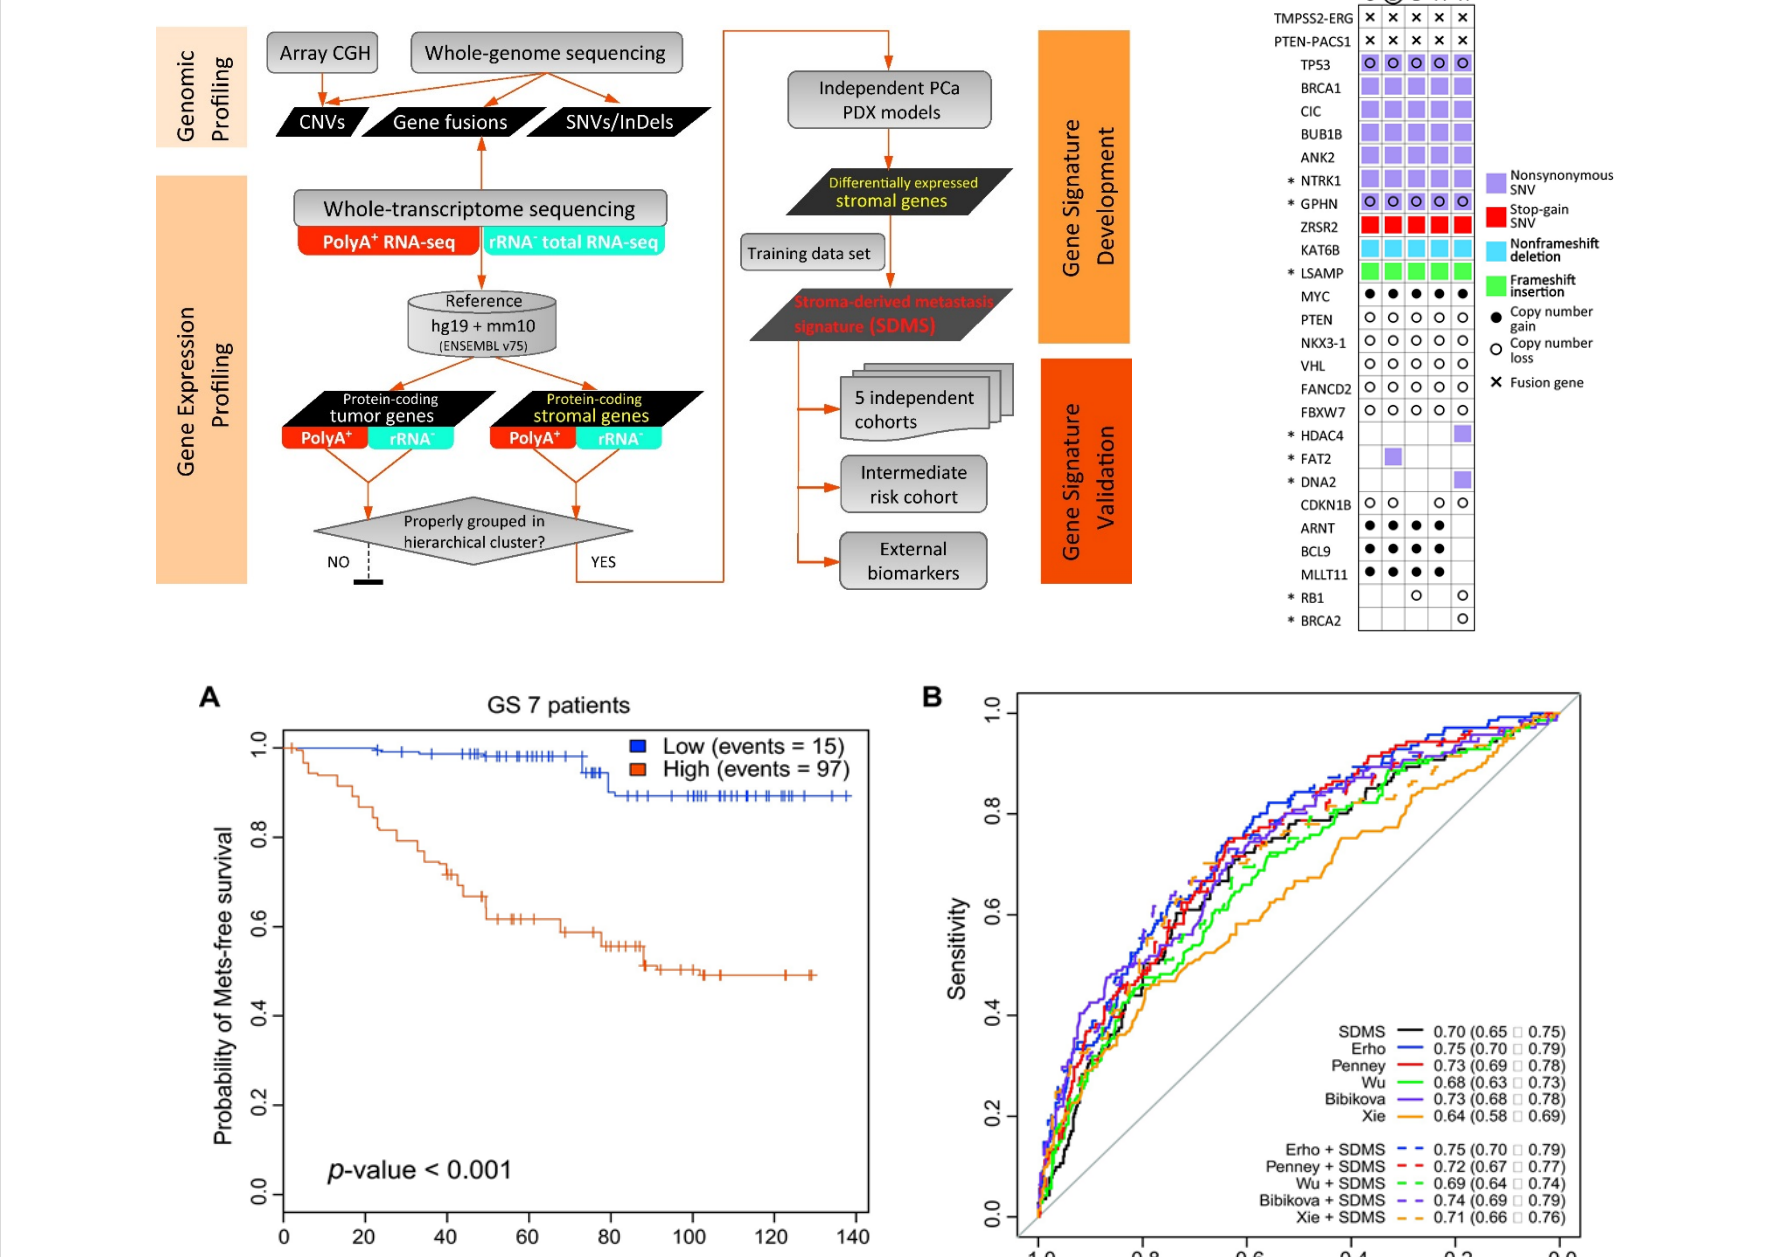 Genomic
Profiling
Array CGH
Whole-genome sequencing
CNVs
Gene fusions
SNVs/InDels
Gene Expression
Profiling
Whole-transcriptome sequencing
PolyA+ RNA-seq
rRNA- total RNA-seq
Reference
hg19 + mm10
(ENSEMBL v75)
Protein-coding
tumor genes
PolyA+
rRNA-
Protein-coding
stromal genes
PolyA+
rRNA-
Properly grouped in
hierarchical cluster?
NO
YES
Independent PCa
PDX models
Differentially expressed
stromal genes
Training data set
Stroma-derived metastasis
signature (SDMS)
5 independent
cohorts
Intermediate
risk cohort
External
biomarkers
Gene Signature
Development
Gene Signature
Validation
TMPSS2-ERG
PTEN-PACS1
TP53
BRCA1
CIC
BUB1B
ANK2
* NTRK1
* GPHN
ZRSR2
KAT6B
* LSAMP
MYC
PTEN
NKX3-1
VHL
FANCD2
FBXW7
* HDAC4
* FAT2
* DNA2
CDKN1B
ARNT
BCL9
MLLT11
* RB1
* BRCA2
Nonsynonymous
SNV
Stop-gain
SNV
Nonframeshift
deletion
Frameshift
insertion
Copy number
gain
Copy number
loss
Fusion gene
A
GS 7 patients
Low (events = 15)
High (events = 97)
Probability of Mets-free survival
1.0
0.8
0.6
0.4
0.2
0.0
p-value < 0.001
0 20 40 60 80 100 120 140
B
Sensitivity
1.0
0.8
0.6
0.4
0.2
0.0
SDMS 0.70 (0.65 □ 0.75)
Erho 0.75 (0.70 □ 0.79)
Penney 0.73 (0.69 □ 0.78)
Wu 0.68 (0.63 □ 0.73)
Bibikova 0.73 (0.68 □ 0.78)
Xie 0.64 (0.58 □ 0.69)
Erho + SDMS 0.75 (0.70 □ 0.79)
Penney + SDMS 0.72 (0.67 □ 0.77)
Wu + SDMS 0.69 (0.64 □ 0.74)
Bibikova + SDMS 0.74 (0.69 □ 0.79)
Xie + SDMS 0.71 (0.66 □ 0.76)
1.0 0.8 0.6 0.4 0.2 0.0